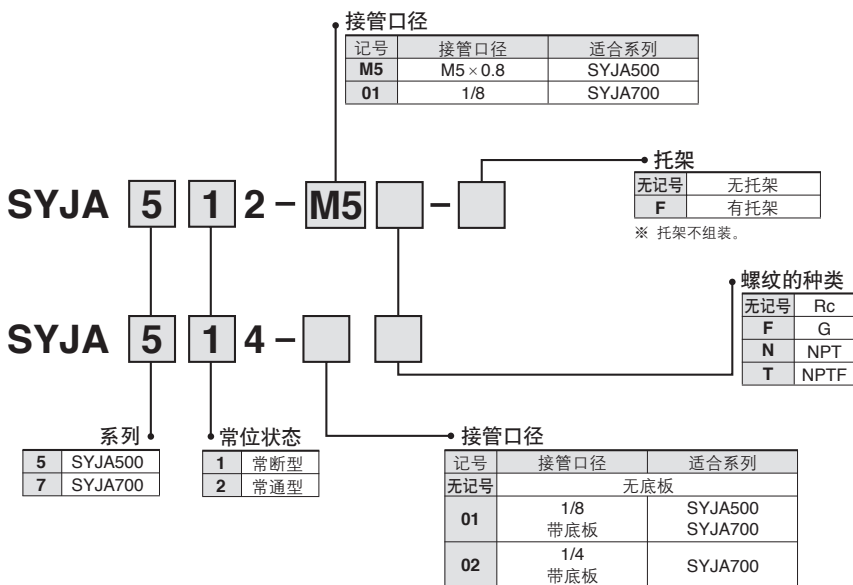 接管口径
记号 接管口径 适合系列
M5 M5×0.8 SYJA500
01 1/8 SYJA700
托架
无记号 无托架
F 有托架
※ 托架不组装。
SYJA 5 1 2 – M5 –
螺纹的种类
无记号 Rc
F G
N NPT
T NPTF
SYJA 5 1 4 –
系列
5 SYJA500
7 SYJA700
常位状态
1 常断型
2 常通型
接管口径
记号 接管口径 适合系列
无记号 无底板
01 1/8 SYJA500
带底板 SYJA700
02 1/4 SYJA700
带底板